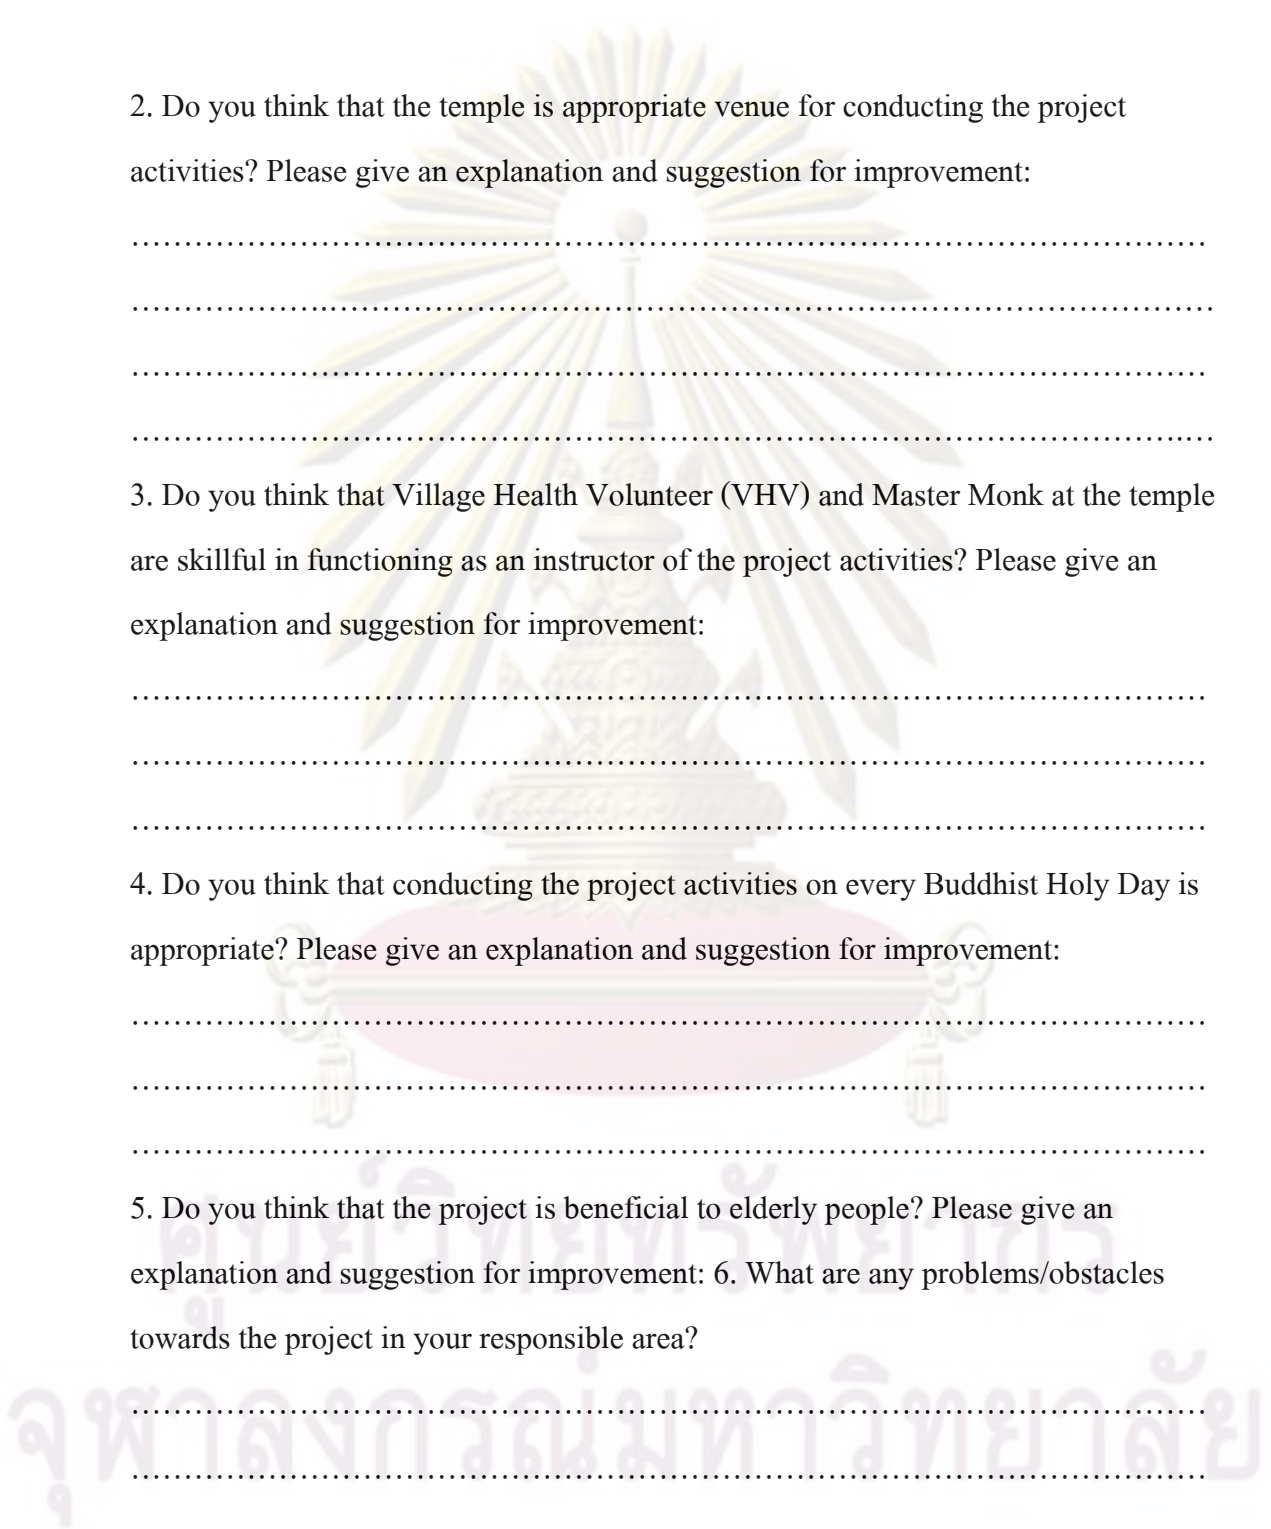 2. Do you think that the temple is appropriate venue for conducting the project
activities? Please give an explanation and suggestion for improvement:
……………………………………………………………………………………………
……………………………………………………………………………………………
……………………………………………………………………………………………
……………………………………………………………………………………………
3. Do you think that Village Health Volunteer (VHV) and Master Monk at the temple
are skillful in functioning as an instructor of the project activities? Please give an
explanation and suggestion for improvement:
……………………………………………………………………………………………
……………………………………………………………………………………………
……………………………………………………………………………………………
4. Do you think that conducting the project activities on every Buddhist Holy Day is
appropriate? Please give an explanation and suggestion for improvement:
……………………………………………………………………………………………
……………………………………………………………………………………………
……………………………………………………………………………………………
5. Do you think that the project is beneficial to elderly people? Please give an
explanation and suggestion for improvement: 6. What are any problems/obstacles
towards the project in your responsible area?
……………………………………………………………………………………………
……………………………………………………………………………………………
ศูนย์วิทยทรัพยากร
จุฬาลงกรณ์มหาวิทยาลัย